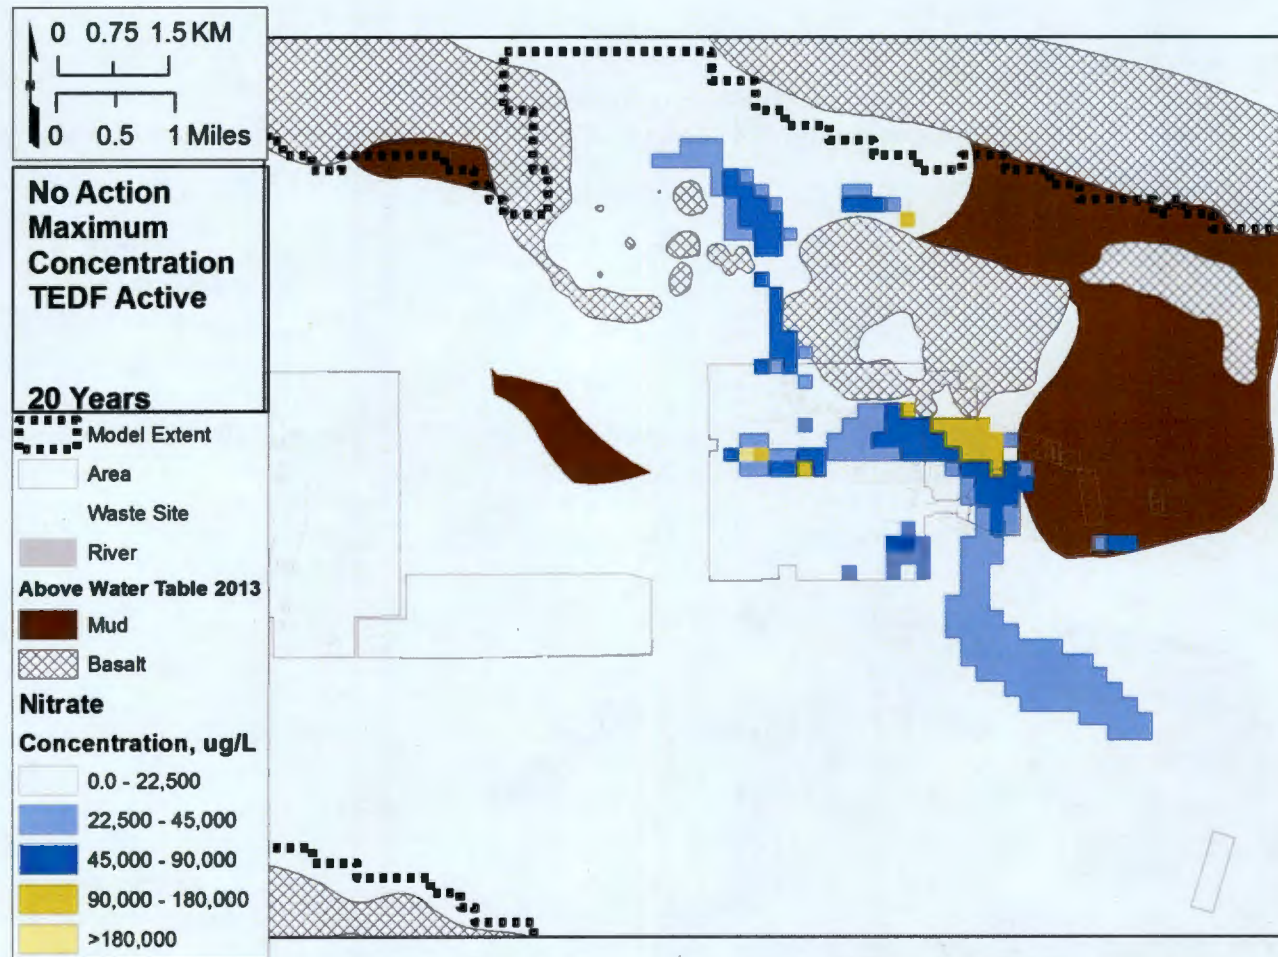 0 0.75 1.5 KM
0 0.5 1 Miles
No Action
Maximum
Concentration
TEDF Active
20 Years
Model Extent
Area
Waste Site
River
Above Water Table 2013
Mud
Basalt
Nitrate
Concentration, ug/L
0.0 - 22,500
22,500 - 45,000
45,000 - 90,000
90,000 - 180,000
>180,000